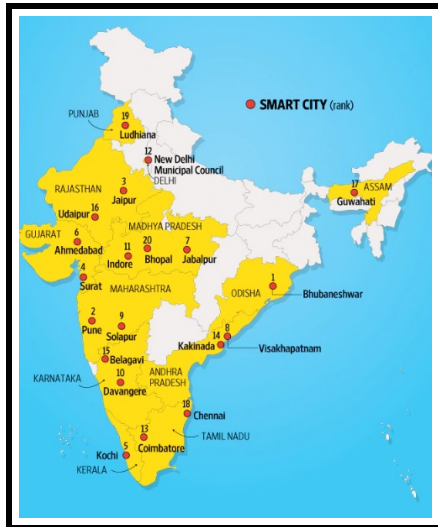 SMART CITY (rank)
PUNJAB
19
Ludhiana
12
New Delhi
Municipal Council
DELHI
RAJASTHAN
3
Jaipur
17
ASSAM
Guwahati
Udaipur 16
MADHYA PRADESH
GUJARAT
6
Ahmedabad
11
Indore
20
Bhopal
7
Jabalpur
4
Surat
MAHARASHTRA
ODISHA
1
Bhubaneshwar
2
Pune
9
Solapur
8
14
Kakinada
Visakhapatnam
15
Belagavi
KARNATAKA
10
Davangere
ANDHRA
PRADESH
18
Chennai
13
Coimbatore
TAMIL NADU
5
Kochi
KERALA